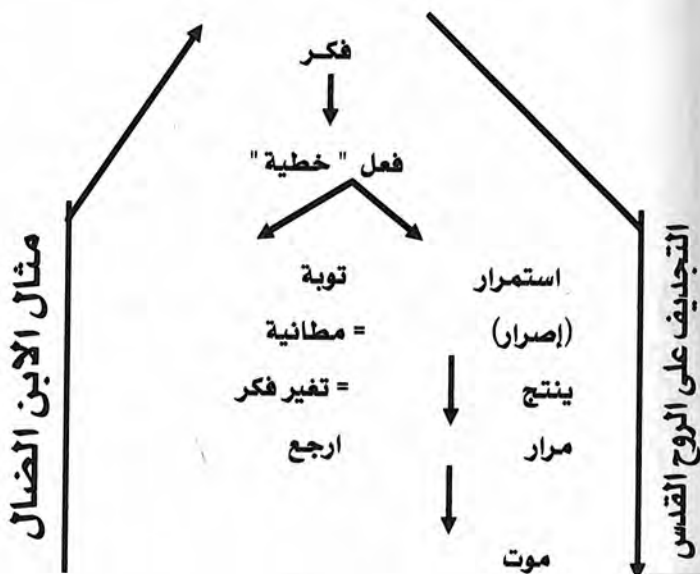 فكر
فعل " خطية "
استمرار
(إصرار)
ينتج
مرار
موت
توبة
= مطانية
= تغير فكر
ارجع
التجديف على الروح القدس
مثال الابن الضال